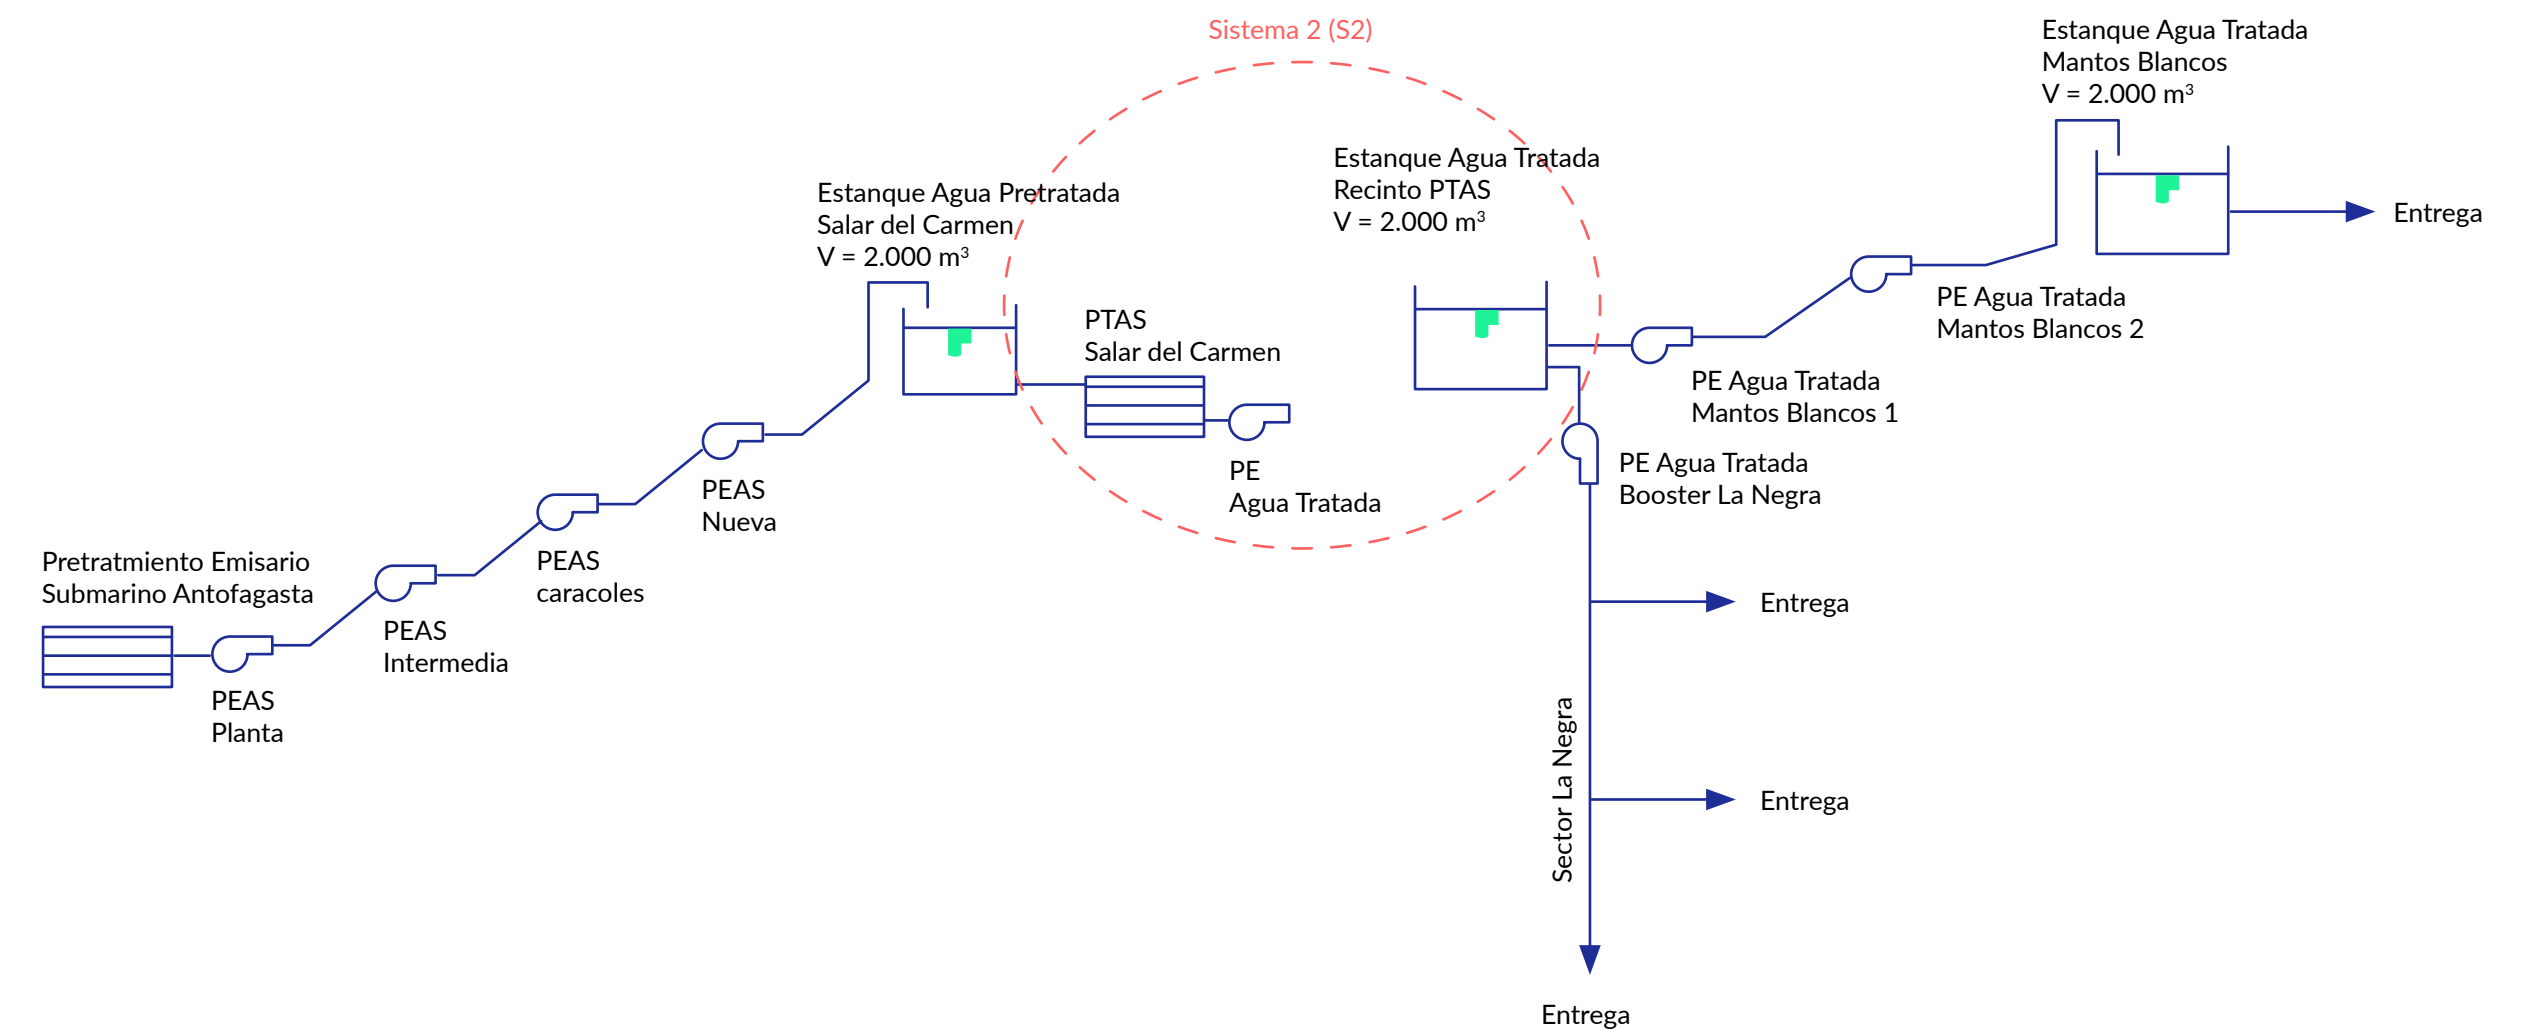 Sistema 2 (S2)
Estanque Agua Tratada
Mantos Blancos
V = 2.000 m³
Estanque Agua Tratada
Recinto PTAS
V = 2.000 m³
Estanque Agua Pretratada
Salar del Carmen
V = 2.000 m³
Entrega
PTAS
Salar del Carmen
PE Agua Tratada
Mantos Blancos 2
PE Agua Tratada
Mantos Blancos 1
PE Agua Tratada
Booster La Negra
PE
Agua Tratada
PEAS
Nueva
PEAS
caracoles
Pretratmiento Emisario
Submarino Antofagasta
PEAS
Intermedia
PEAS
Planta
Entrega
Sector La Negra
Entrega
Entrega